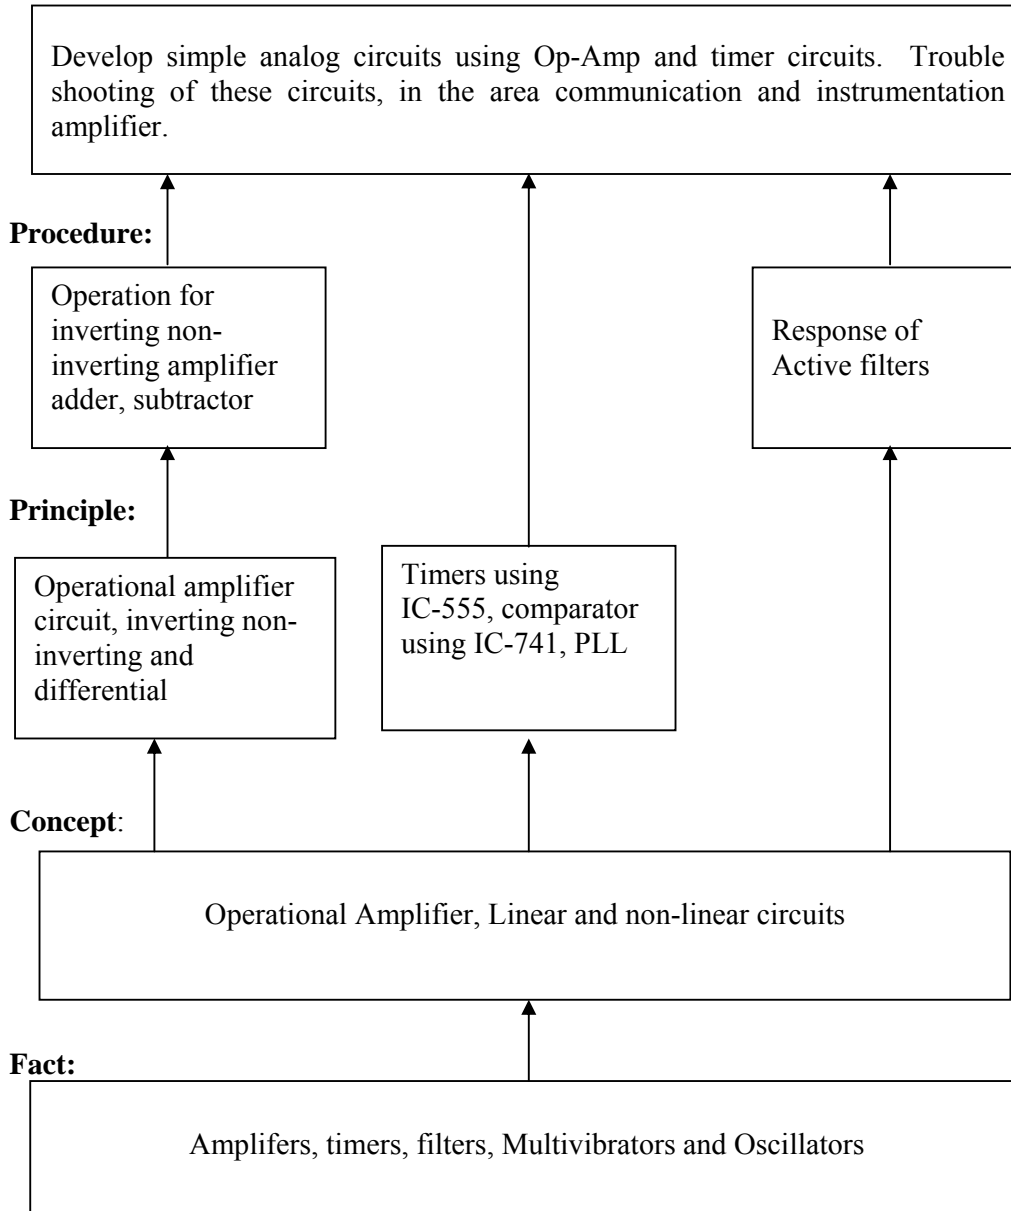 Develop simple analog circuits using Op-Amp and timer circuits. Trouble
shooting of these circuits, in the area communication and instrumentation
amplifier.
Procedure:
Operation for
inverting non-
inverting amplifier
adder, subtractor
Response of
Active filters
Principle:
Operational amplifier
circuit, inverting non-
inverting and
differential
Timers using
IC-555, comparator
using IC-741, PLL
Concept:
Operational Amplifier, Linear and non-linear circuits
Fact:
Amplifers, timers, filters, Multivibrators and Oscillators